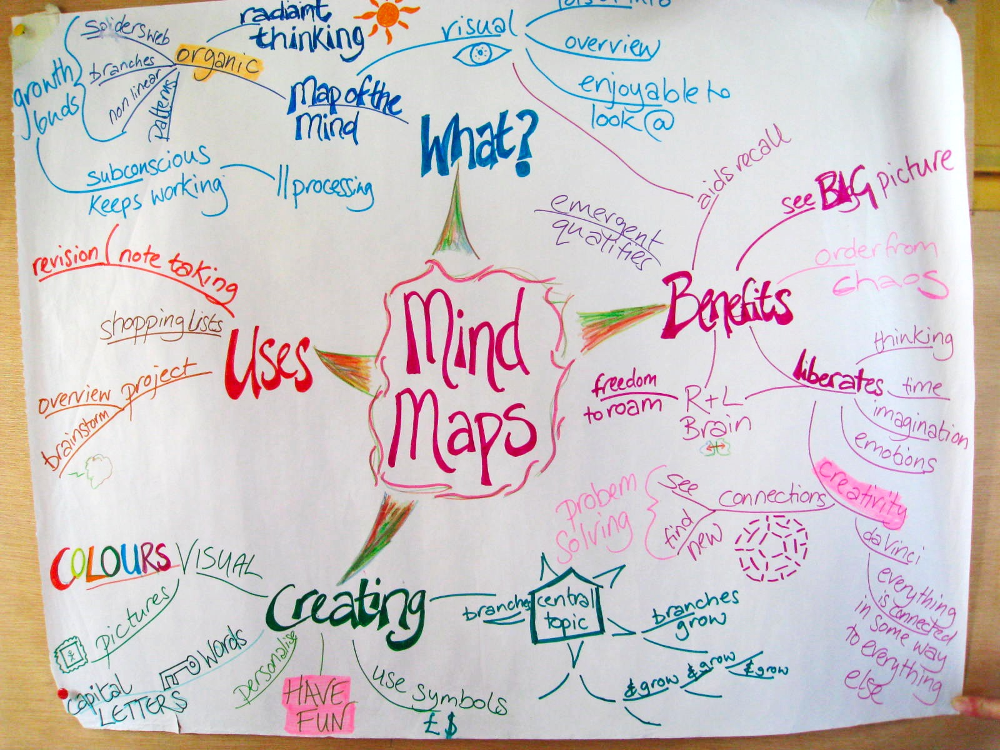 Mind
Maps
What?
Map of the
Mind
organic
radiant
thinking
spidersweb
branches
non linear
patterns
growth
buds
subconscious
keeps working
||processing
visual
overview
enjoyable to
look @
Benefits
aids recall
emergent
qualities
see BIG picture
order from
chaos
liberates
thinking
time
imagination
emotions
creativity
da Vinci
everything
is connected
in some way
to everything
else
connections
see
find
new
probem
solving
R+L
Brain
freedom
to roam
Creating
branches
central
topic
branches
grow
& grow
& grow
& grow
use symbols
£ $
HAVE
FUN
personalise
Words
capital
LETTERS
VISUAL
COLOURS
pictures
Uses
revision / note taking
shopping Lists
project
overview
brainstorm